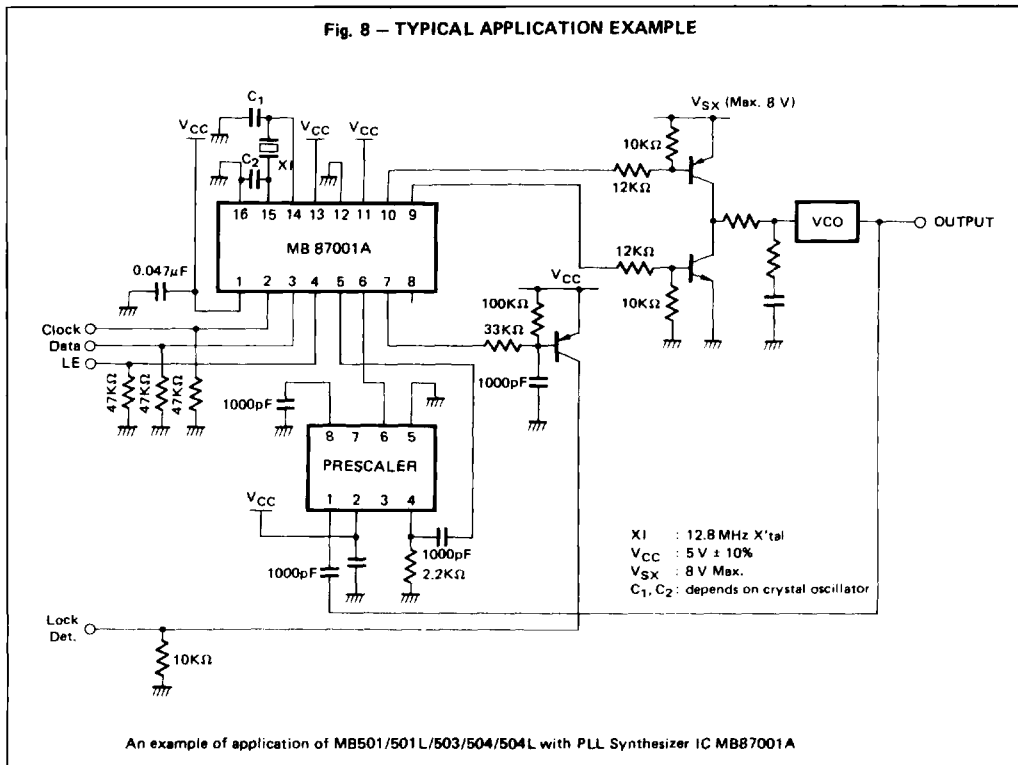 Fig. 8 – TYPICAL APPLICATION EXAMPLE
C1
VCC
VCC
VCC
C2
XI
16 15 14 13 12 11 10 9
MB 87001A
1 2 3 4 5 6 7 8
VSX (Max. 8 V)
10KΩ
12KΩ
VCO
OUTPUT
12KΩ
10KΩ
0.047μF
VCC
100KΩ
33KΩ
1000pF
Clock
Data
LE
47KΩ
47KΩ
47KΩ
1000pF
8 7 6 5
PRESCALER
1 2 3 4
VCC
1000pF
1000pF
2.2KΩ
XI : 12.8 MHz X'tal
VCC : 5 V ± 10%
VSX : 8 V Max.
C1, C2 : depends on crystal oscillator
Lock
Det.
10KΩ
An example of application of MB501/501L/503/504/504L with PLL Synthesizer IC MB87001A